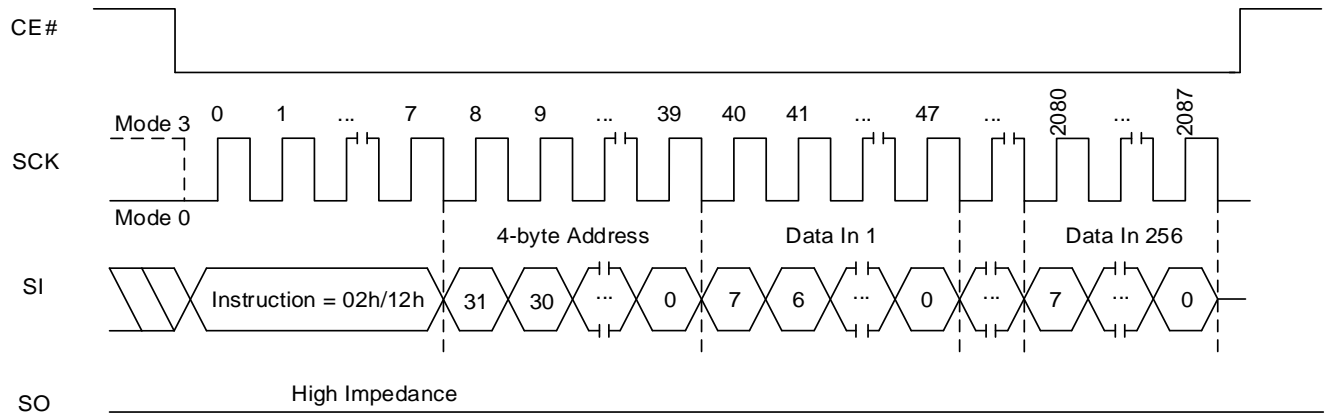 CE#
0 1 ... 7 8 9 ... 39 40 41 ... 47 ... 2080 ... 2087
Mode 3
SCK
Mode 0
4-byte Address Data In 1 Data In 256
SI Instruction = 02h/12h 31 30 ... 0 7 6 ... 0 ... 7 ... 0
High Impedance
SO